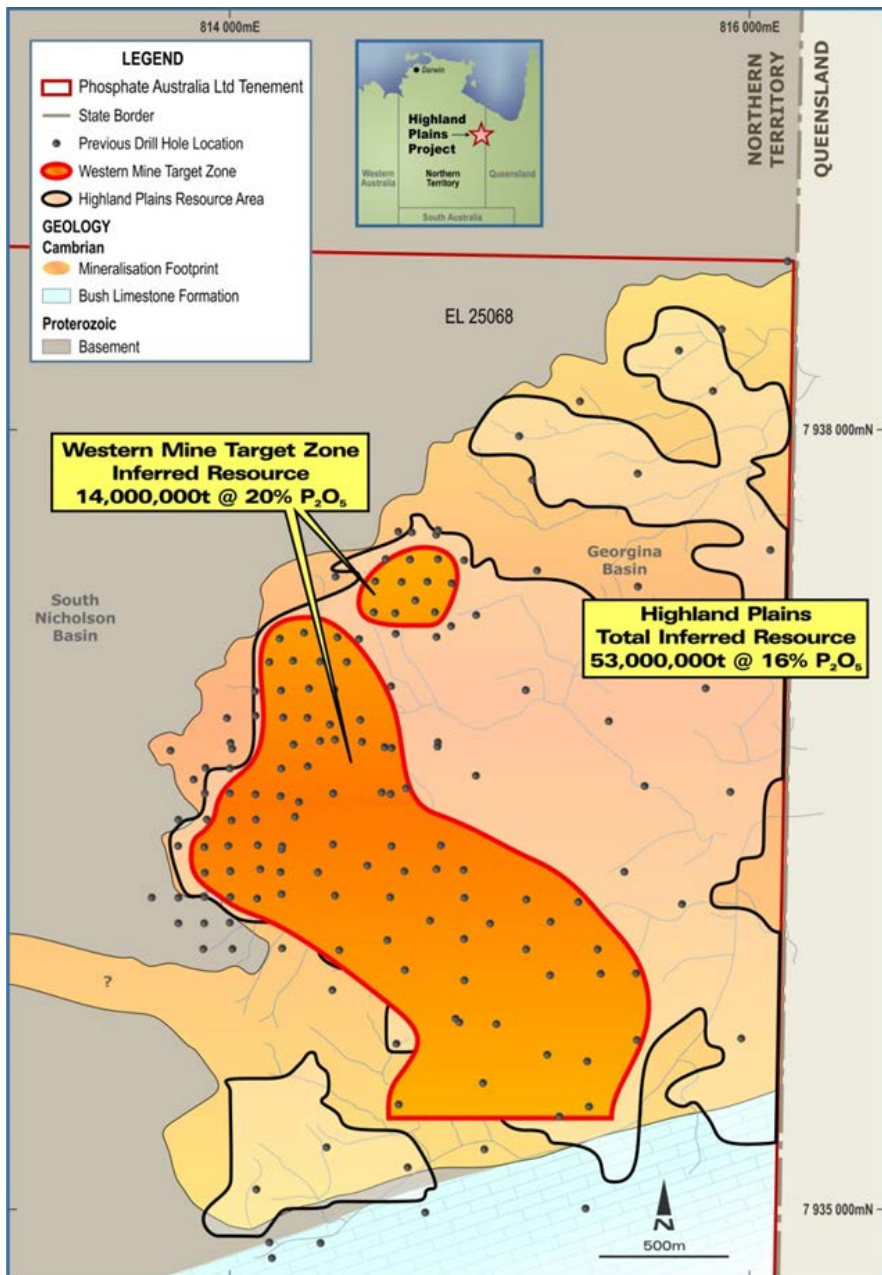 814 000mE
816 000mE
LEGEND
Phosphate Australia Ltd Tenement
State Border
Previous Drill Hole Location
Western Mine Target Zone
Highland Plains Resource Area
GEOLOGY
Cambrian
Mineralisation Footprint
Bush Limestone Formation
Proterozoic
Basement
Darwin
Highland
Plains
Project
Western
Australia
Northern
Territory
Queensland
South Australia
NORTHERN
TERRITORY
QUEENSLAND
EL 25068
7 938 000mN
Western Mine Target Zone
Inferred Resource
14,000,000t @ 20% P₂O₅
Georgina
Basin
South
Nicholson
Basin
Highland Plains
Total Inferred Resource
53,000,000t @ 16% P₂O₅
?
N
500m
7 935 000mN